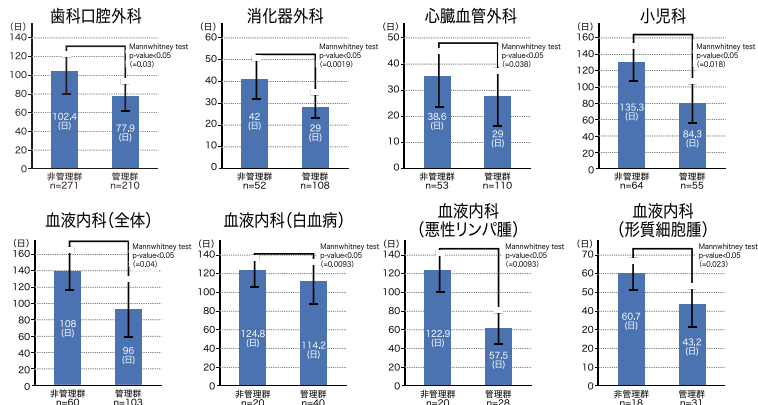 歯科口腔外科
(日)
140
120
100
80
60
40
20
0
Mannwhitney test
p-value<0.05
(=0.03)
102.4
(日)
77.9
(日)
非管理群
n=271
管理群
n=210
消化器外科
(日)
60
50
40
30
20
10
0
Mannwhitney test
p-value<0.05
(=0.0019)
42
(日)
29
(日)
非管理群
n=52
管理群
n=108
心臓血管外科
(日)
50
40
30
20
10
0
Mannwhitney test
p-value<0.05
(=0.038)
38.6
(日)
29
(日)
非管理群
n=53
管理群
n=110
小児科
(日)
160
140
120
100
80
60
40
20
0
Mannwhitney test
p-value<0.05
(=0.018)
135.3
(日)
84.3
(日)
非管理群
n=64
管理群
n=55
血液内科(全体)
(日)
160
140
120
100
80
60
40
20
0
Mannwhitney test
p-value<0.05
(=0.04)
108
(日)
96
(日)
非管理群
n=60
管理群
n=103
血液内科(白血病)
(日)
140
120
100
80
60
40
20
0
Mannwhitney test
p-value<0.05
(=0.0093)
124.8
(日)
114.2
(日)
非管理群
n=20
管理群
n=40
血液内科
(悪性リンパ腫)
(日)
140
120
100
80
60
40
20
0
Mannwhitney test
p-value<0.05
(=0.0093)
122.9
(日)
57.5
(日)
非管理群
n=20
管理群
n=28
血液内科
(形質細胞腫)
(日)
70
60
50
40
30
20
10
0
Mannwhitney test
p-value<0.05
(=0.023)
60.7
(日)
43.2
(日)
非管理群
n=18
管理群
n=31